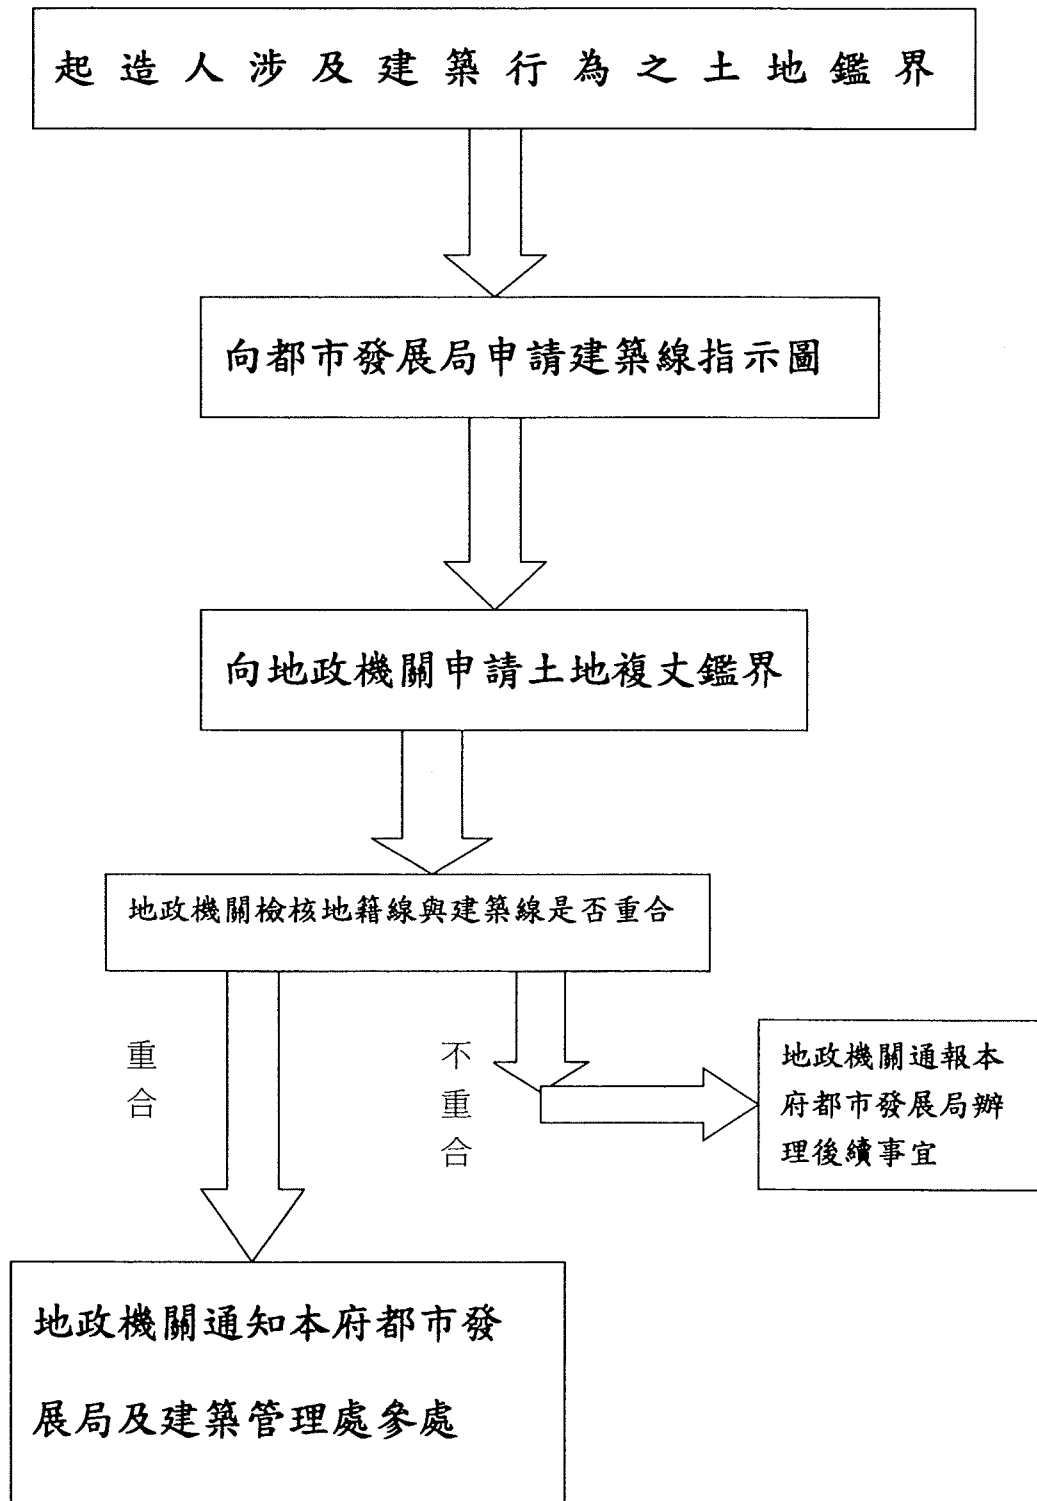 起造人涉及建築行為之土地鑑界
向都市發展局申請建築線指示圖
向地政機關申請土地複丈鑑界
地政機關檢核地籍線與建築線是否重合
重
合
不
重
合
地政機關通報本
府都市發展局辦
理後續事宜
地政機關通知本府都市發
展局及建築管理處參處